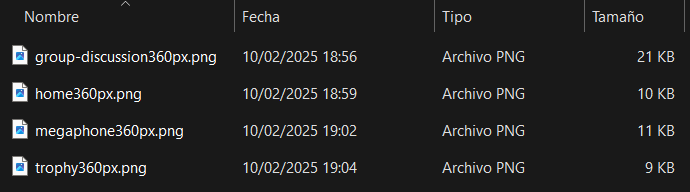 Nombre Fecha Tipo Tamaño
group-discussion360px.png 10/02/2025 18:56 Archivo PNG 21 KB
home360px.png 10/02/2025 18:59 Archivo PNG 10 KB
megaphone360px.png 10/02/2025 19:02 Archivo PNG 11 KB
trophy360px.png 10/02/2025 19:04 Archivo PNG 9 KB